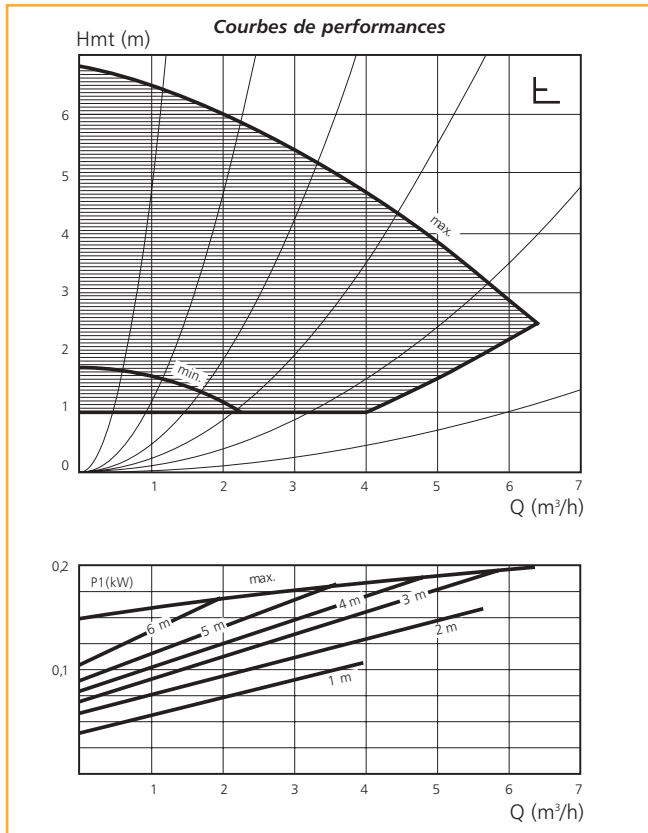 Courbes de performances
Hmt (m)
6
5
4
3
2
1
0
max.
min.
1 2 3 4 5 6 7
Q (m³/h)
0,2
P1(kW)
max.
6 m
5 m
4 m
3 m
2 m
1 m
0,1
1 2 3 4 5 6 7
Q (m³/h)